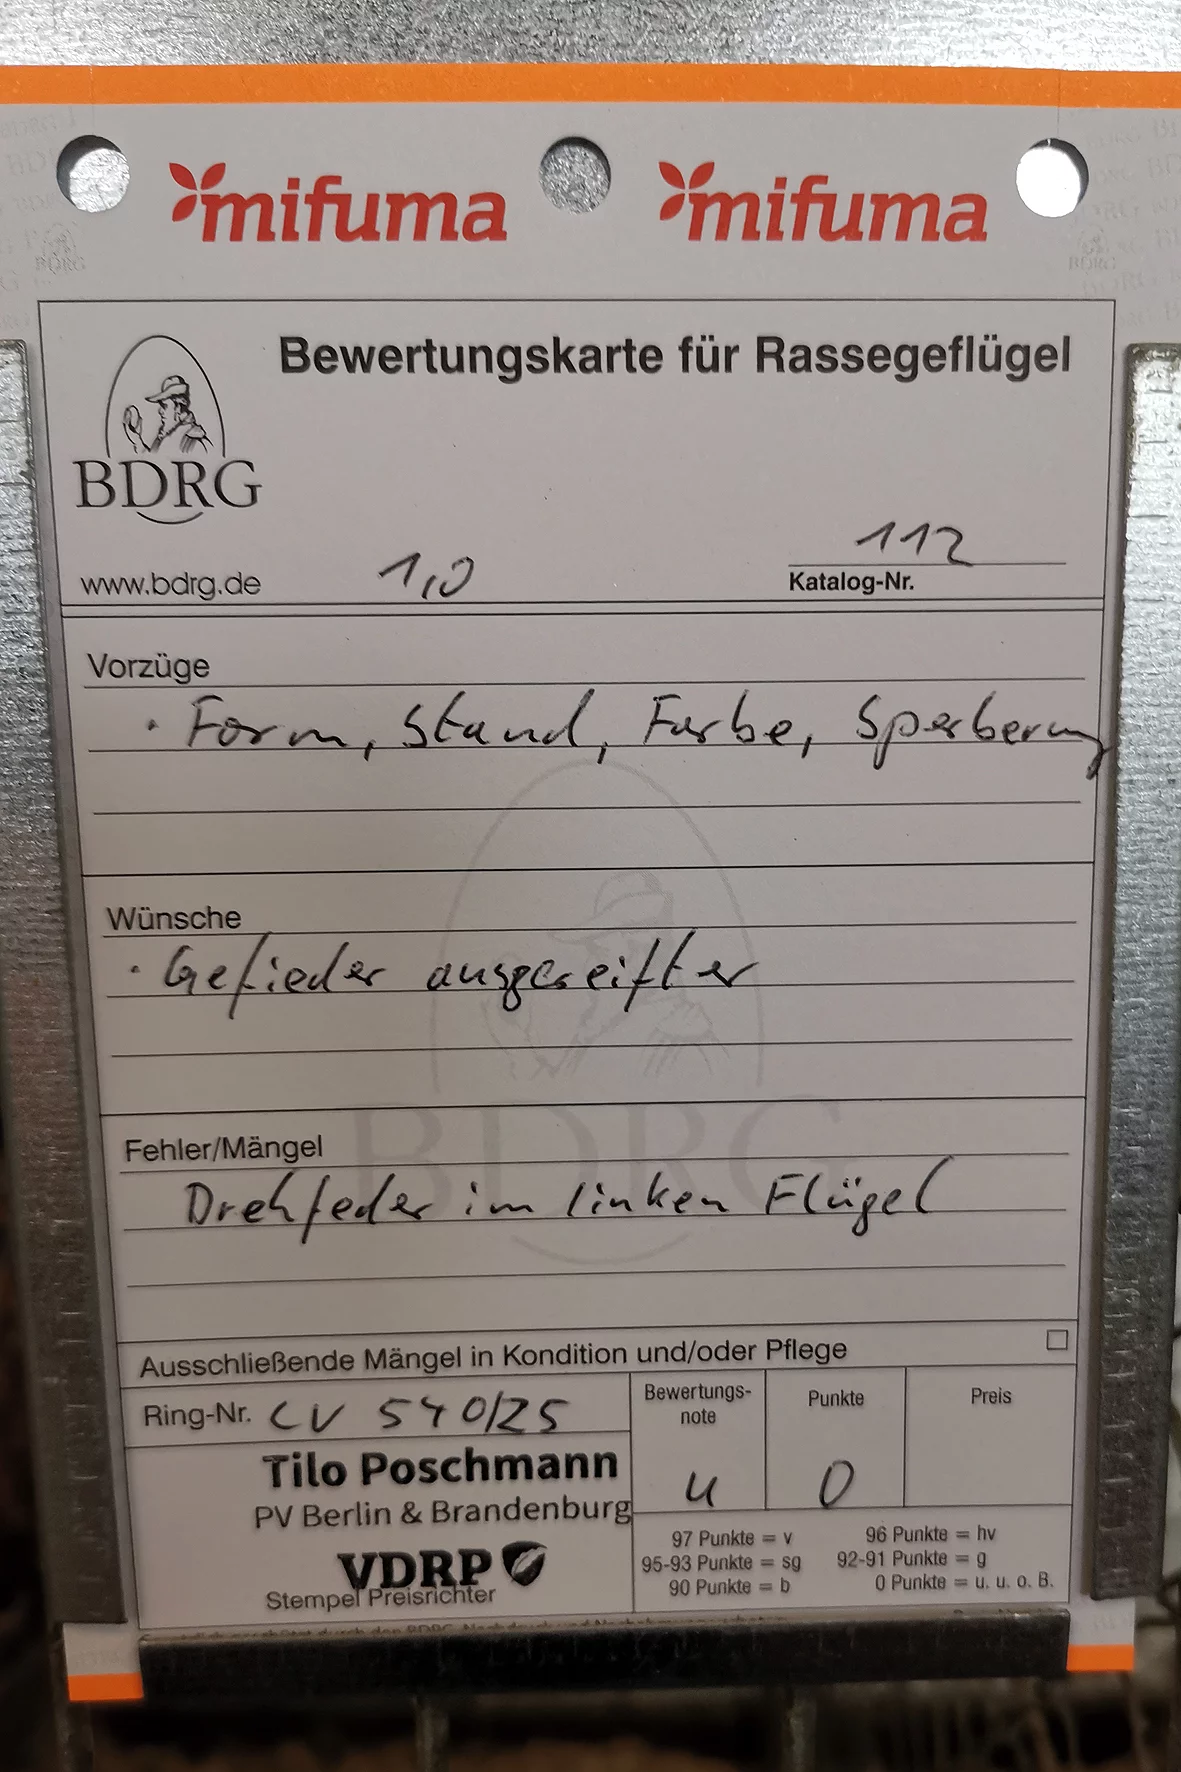 mifuma mifuma
Bewertungskarte für Rassegeflügel
BDRG
www.bdrg.de 1,0 112
Katalog-Nr.
Vorzüge
· Form, Stand, Farbe, Sperberung
Wünsche
· Gefieder ausgereifter
BDRG
Fehler/Mängel
Drehfeder im linken Flügel
Ausschließende Mängel in Kondition und/oder Pflege
Ring-Nr. CV 540/25
Bewertungs-
note
Punkte
Preis
u 0
Tilo Poschmann
PV Berlin & Brandenburg
VDRP
Stempel Preisrichter
97 Punkte = v 96 Punkte = hv
95-93 Punkte = sg 92-91 Punkte = g
90 Punkte = b 0 Punkte = u. u. o. B.